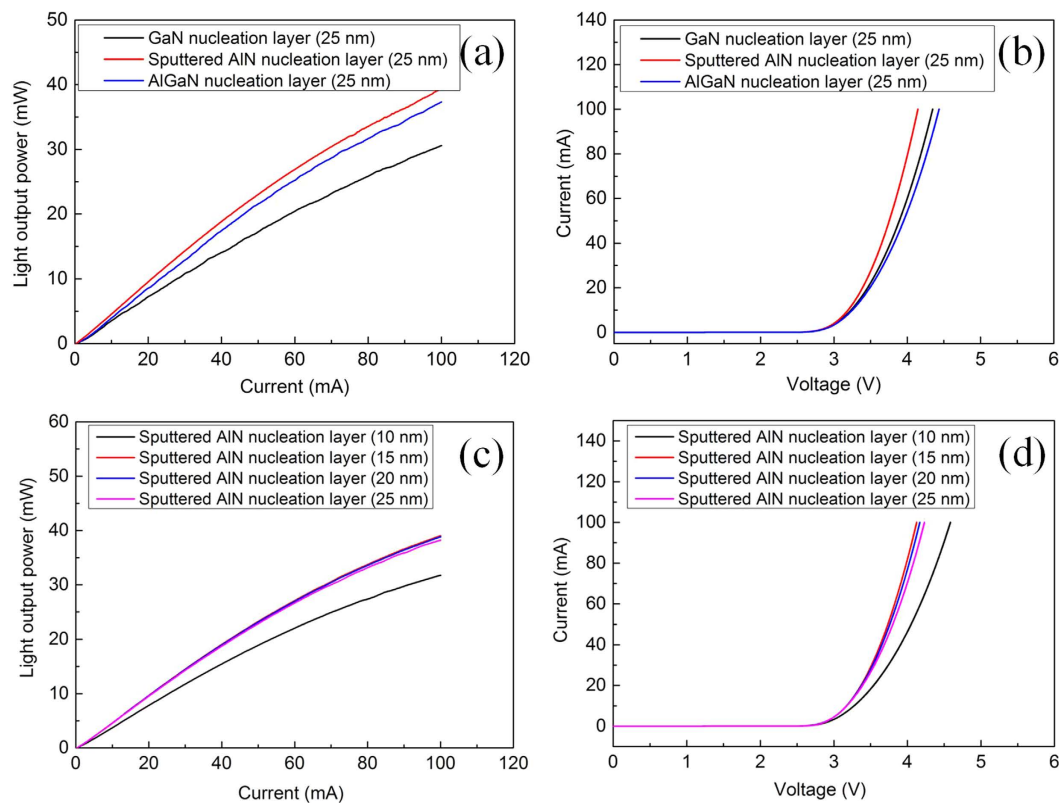 (a)
GaN nucleation layer (25 nm)
Sputtered AlN nucleation layer (25 nm)
AlGaN nucleation layer (25 nm)
50
40
30
20
10
0
Light output power (mW)
0 20 40 60 80 100 120
Current (mA)
(b)
GaN nucleation layer (25 nm)
Sputtered AlN nucleation layer (25 nm)
AlGaN nucleation layer (25 nm)
140
120
100
80
60
40
20
0
Current (mA)
0 1 2 3 4 5 6
Voltage (V)
(c)
Sputtered AlN nucleation layer (10 nm)
Sputtered AlN nucleation layer (15 nm)
Sputtered AlN nucleation layer (20 nm)
Sputtered AlN nucleation layer (25 nm)
60
50
40
30
20
10
0
Light output power (mW)
0 20 40 60 80 100 120
Current (mA)
(d)
Sputtered AlN nucleation layer (10 nm)
Sputtered AlN nucleation layer (15 nm)
Sputtered AlN nucleation layer (20 nm)
Sputtered AlN nucleation layer (25 nm)
140
120
100
80
60
40
20
0
Current (mA)
0 1 2 3 4 5 6
Voltage (V)